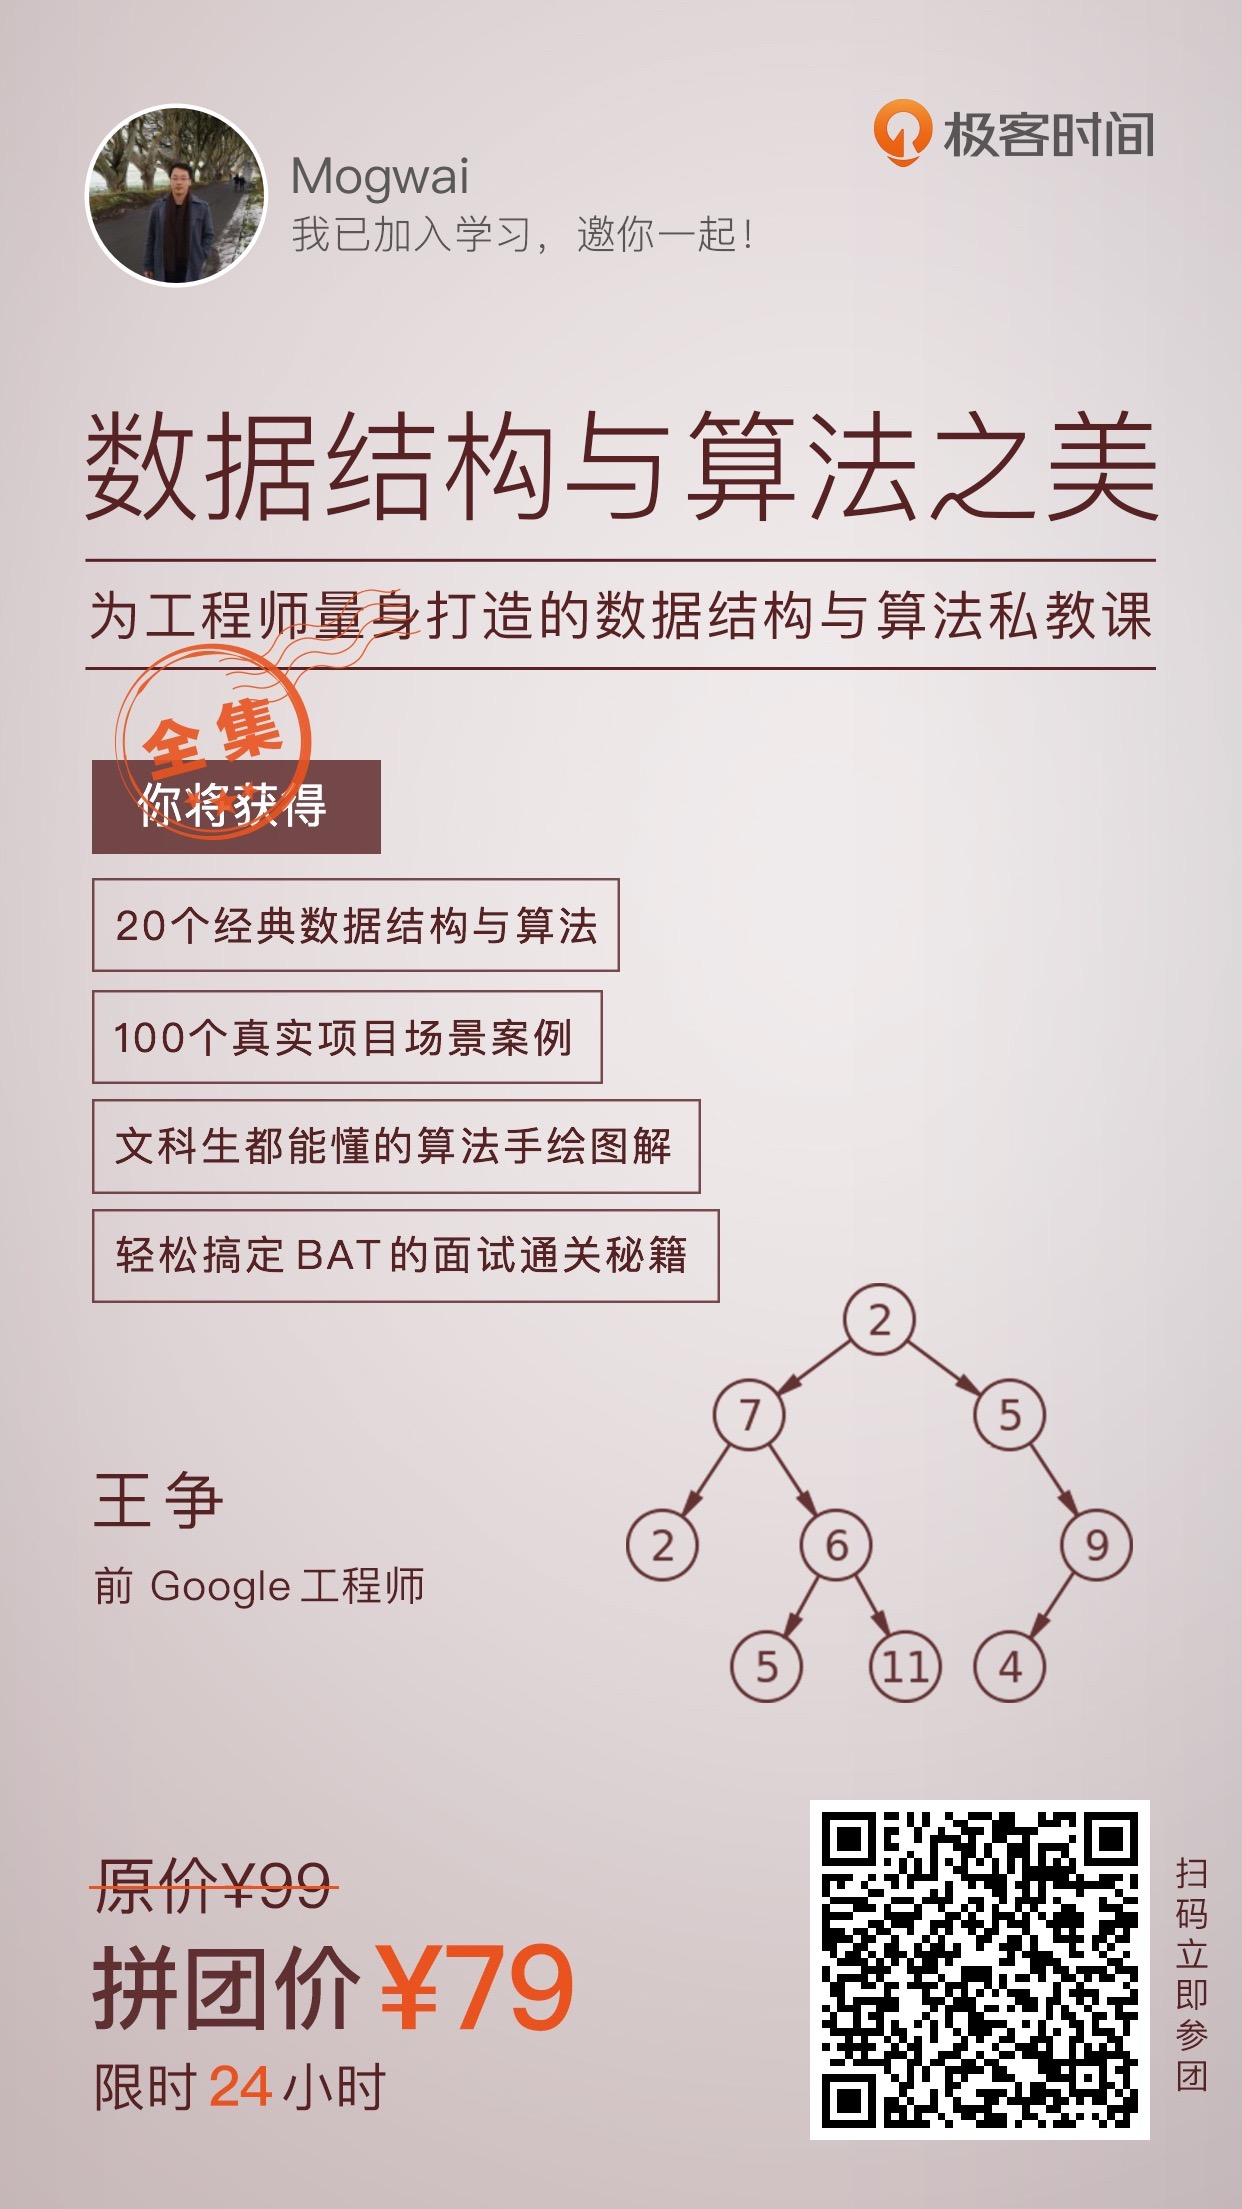 极客时间
Mogwai
我已加入学习，邀你一起！
数据结构与算法之美
为工程师量身打造的数据结构与算法私教课
全集
你将获得
20个经典数据结构与算法
100个真实项目场景案例
文科生都能懂的算法手绘图解
轻松搞定BAT的面试通关秘籍
2
7
5
2
6
9
5
11
4
王争
前 Google 工程师
原价¥99
拼团价¥79
限时24小时
扫码立即参团